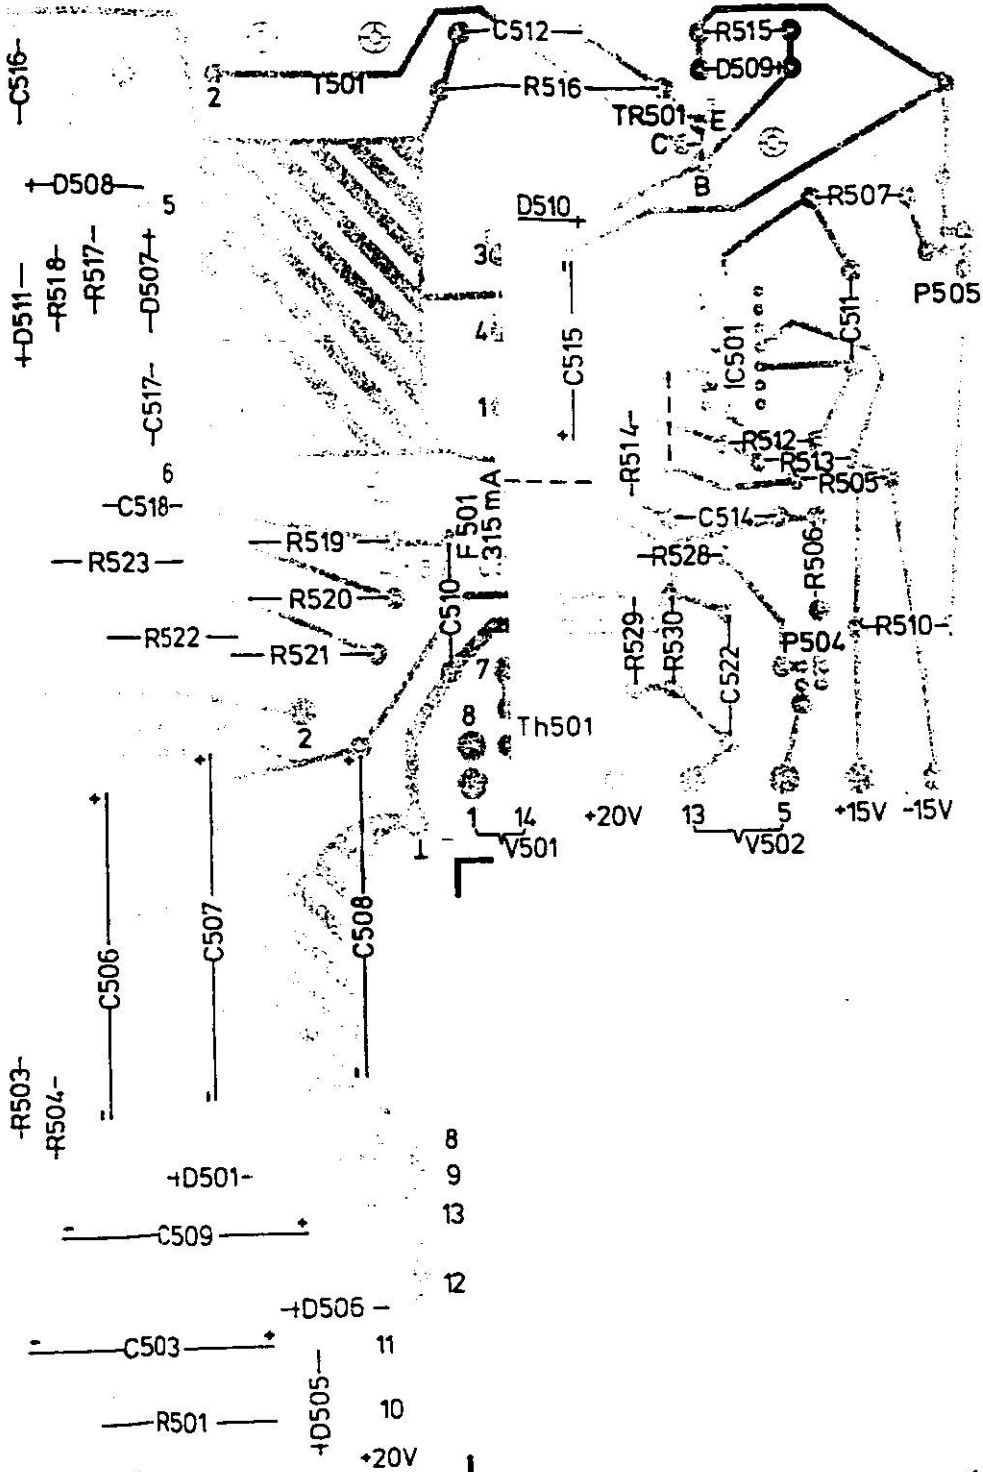 C516
C512
R515
D509+
2
T501
R516
TR501
E
C
B
+D508
5
D510
+
R507
P505
+D511
R518
R517
D507+
3
4
1
-
C515
+
IC501
C511
C517
R514
R512
R513
R505
6
C518
F501
315mA
C514
R506
R523
R519
R528
R520
C510
R522
R521
R529
R530
C522
P504
R510
7
8
2
Th501
+
+
+
1
14
V501
+20V
13
5
V502
+15V
-15V
⊥
-
C506
C507
C508
-
-
-
R503
R504
8
+D501
9
13
-
C509
+
12
+D506
-
C503
+
11
+D505
R501
10
+20V